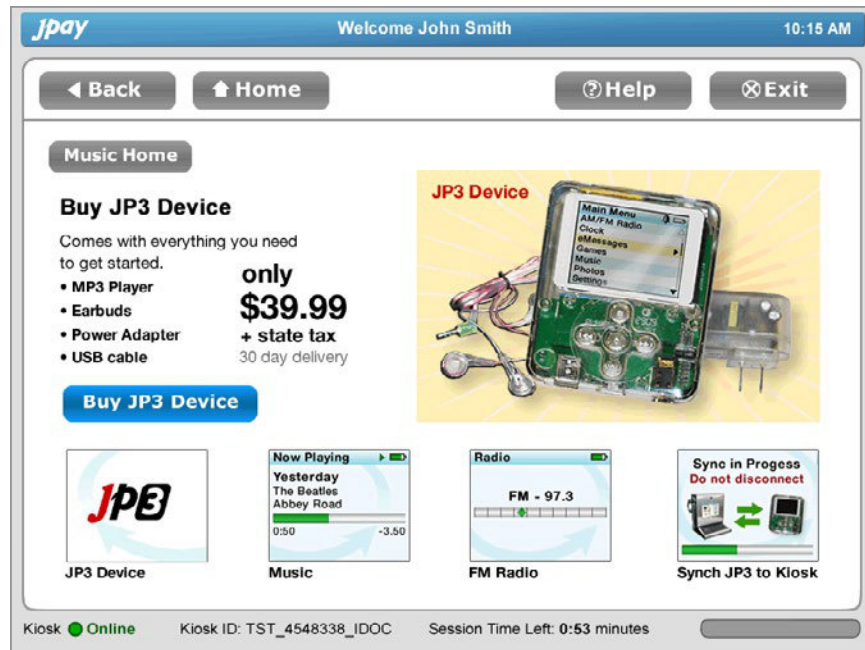 Jpay
Welcome John Smith
10:15 AM
Back
Home
Help
Exit
Music Home
Buy JP3 Device
Comes with everything you need
to get started.
• MP3 Player
• Earbuds
• Power Adapter
• USB cable
only
$39.99
+ state tax
30 day delivery
Buy JP3 Device
JP3 Device
Main Menu
AM/FM Radio
Clock
eMessages
Games
Music
Photos
Settings
JP3
JP3 Device
Now Playing
Yesterday
The Beatles
Abbey Road
0:50 -3.50
Music
Radio
FM - 97.3
FM Radio
Sync in Progess
Do not disconnect
Synch JP3 to Kiosk
Kiosk Online
Kiosk ID: TST_4548338_IDOC
Session Time Left: 0:53 minutes